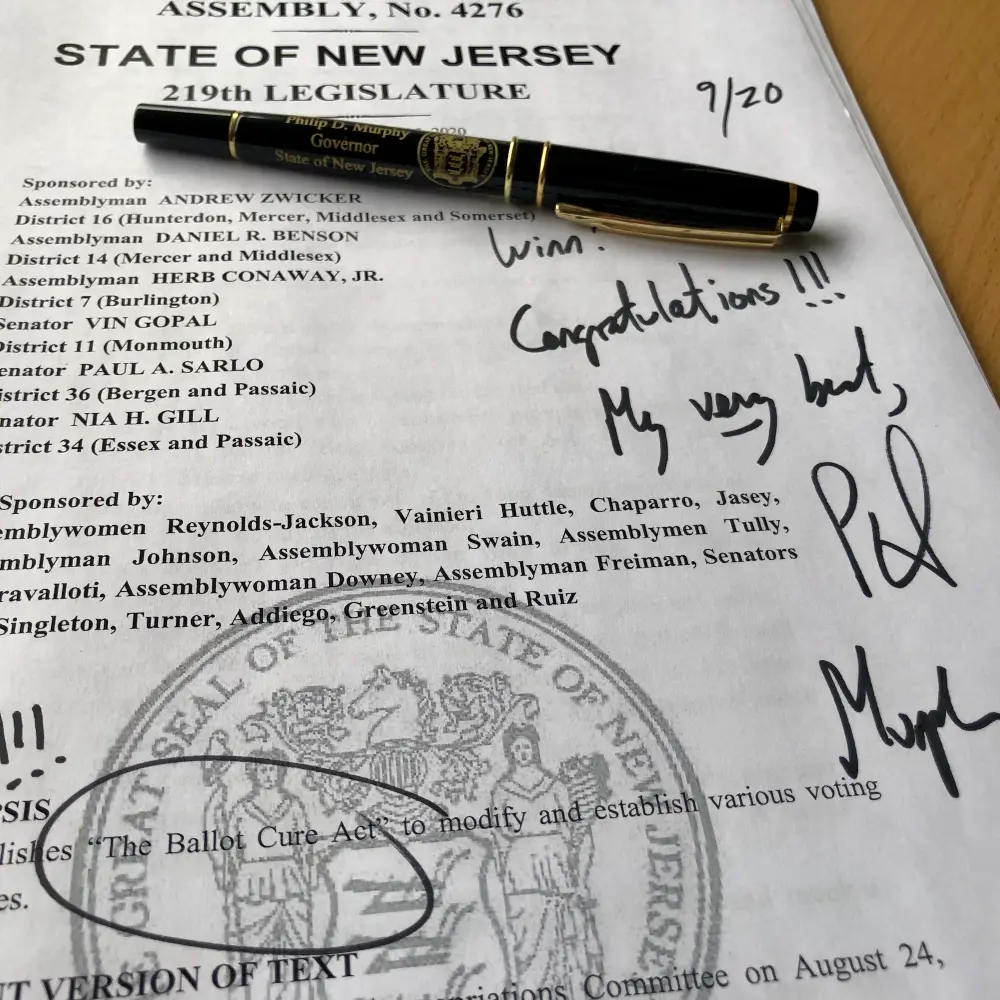 ASSEMBLY, No. 4276
STATE OF NEW JERSEY
219th LEGISLATURE
9/20
2020
Philip D. Murphy
Governor
State of New Jersey
Sponsored by:
Assemblyman ANDREW ZWICKER
District 16 (Hunterdon, Mercer, Middlesex and Somerset)
Assemblyman DANIEL R. BENSON
District 14 (Mercer and Middlesex)
Assemblyman HERB CONAWAY, JR.
District 7 (Burlington)
Senator VIN GOPAL
District 11 (Monmouth)
enator PAUL A. SARLO
istrict 36 (Bergen and Passaic)
nator NIA H. GILL
strict 34 (Essex and Passaic)
Winn!
Congratulations!!!
My very best,
Phil
Murph
Sponsored by:
emblywomen Reynolds-Jackson, Vainieri Huttle, Chaparro, Jasey,
mblyman Johnson, Assemblywoman Swain, Assemblymen Tully,
ravalloti, Assemblywoman Downey, Assemblyman Freiman, Senators
Singleton, Turner, Addiego, Greenstein and Ruiz
GREAT SEAL OF THE STATE OF NEW JERSEY
!!!
SIS
lishes “The Ballot Cure Act” to modify and establish various voting
es.
NT VERSION OF TEXT
priations Committee on August 24,